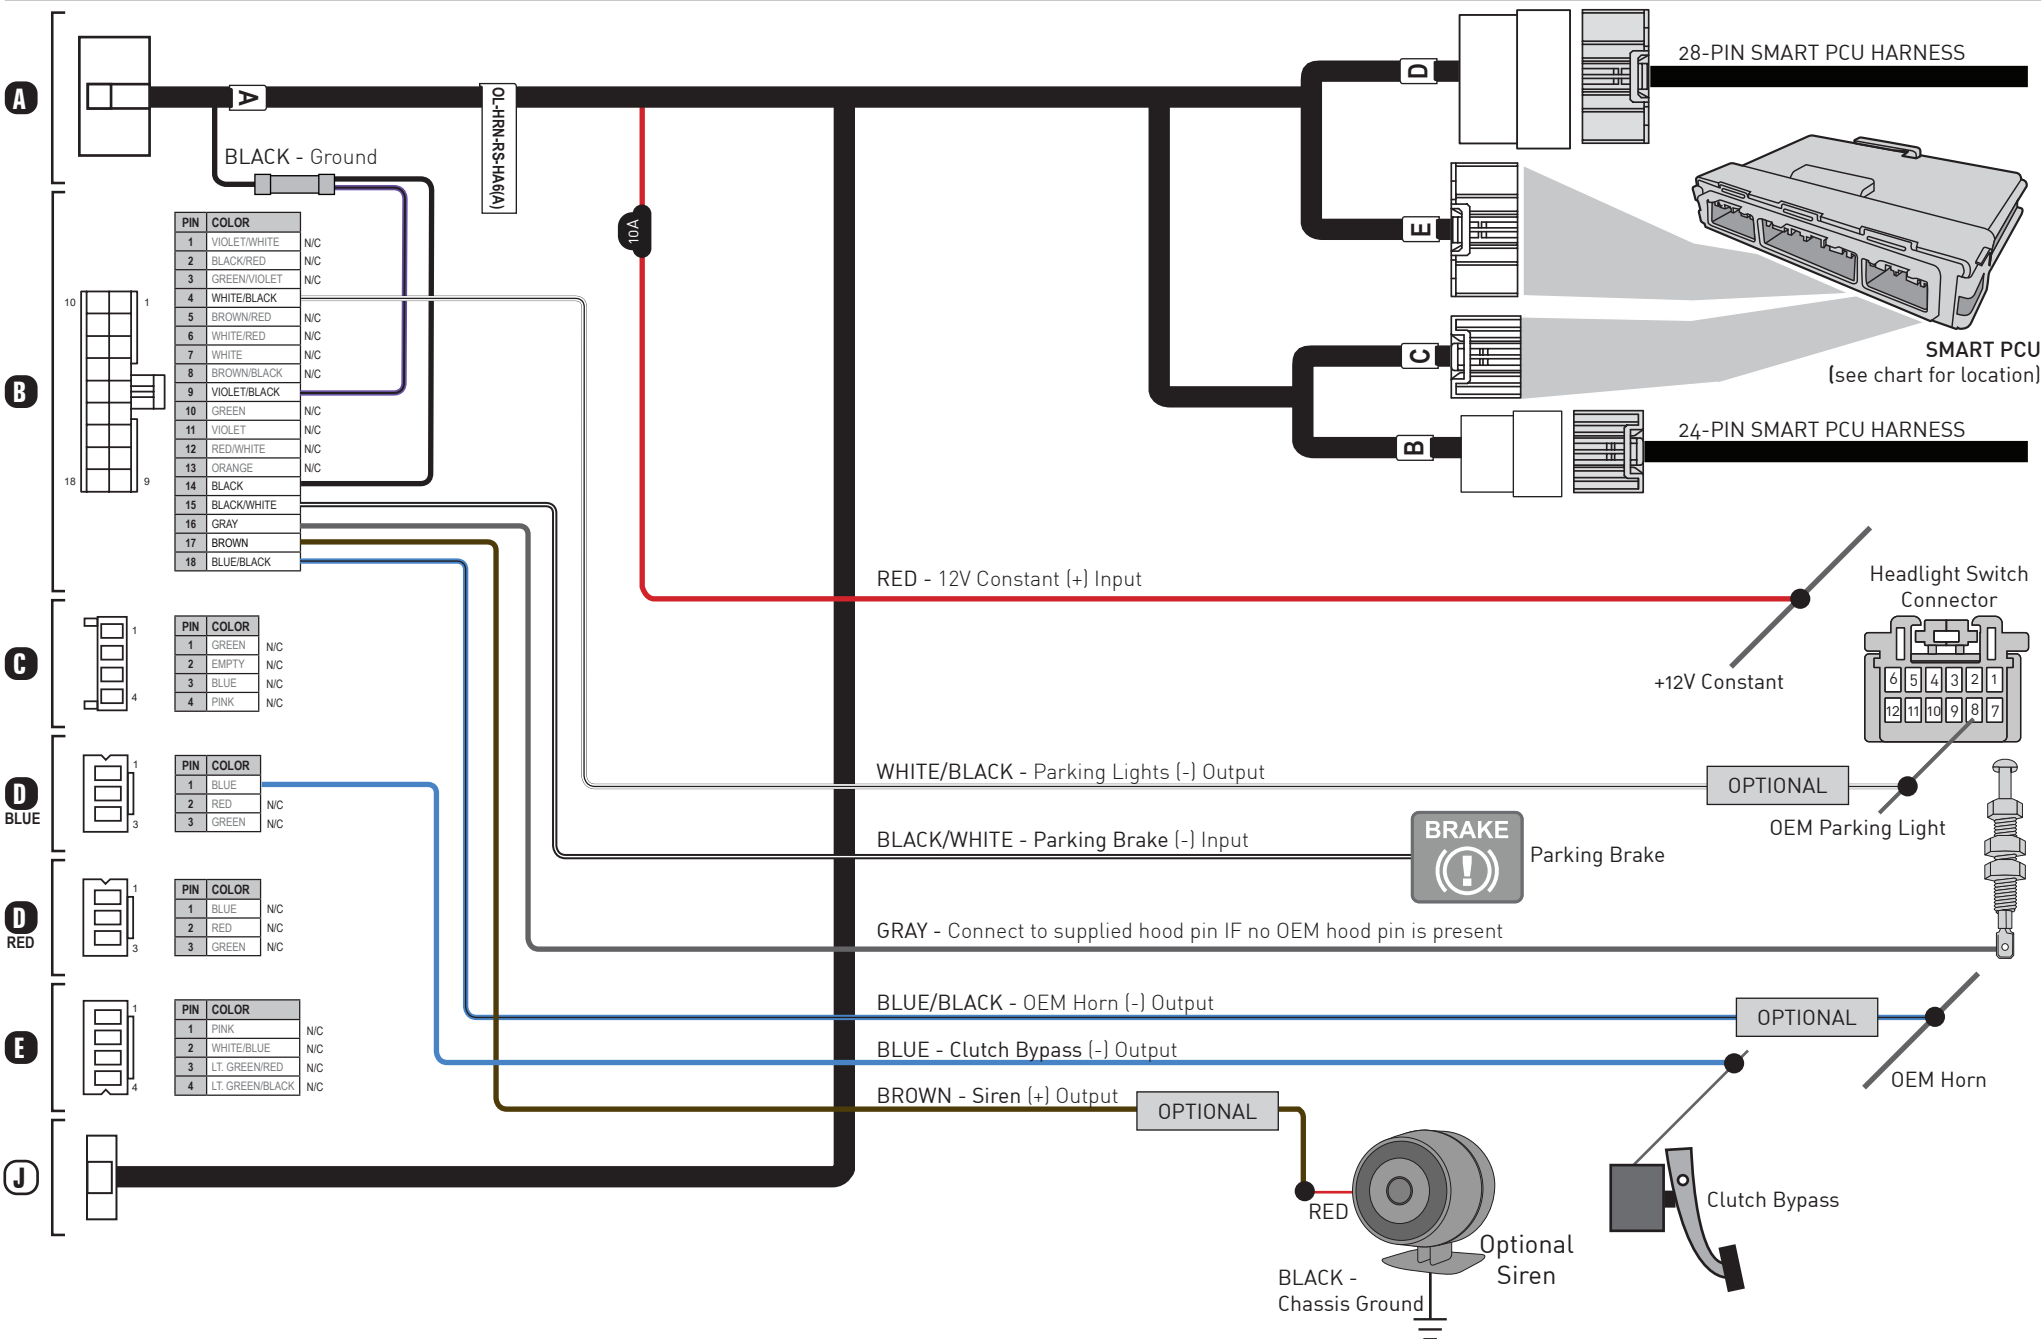 A
A
OL-HRN-RS-HA6(A)
BLACK - Ground
10A
D
28-PIN SMART PCU HARNESS
E
C
SMART PCU
(see chart for location)
B
24-PIN SMART PCU HARNESS
B
10 1
18 9
PIN COLOR
1 VIOLET/WHITE N/C
2 BLACK/RED N/C
3 GREEN/VIOLET N/C
4 WHITE/BLACK
5 BROWN/RED N/C
6 WHITE/RED N/C
7 WHITE N/C
8 BROWN/BLACK N/C
9 VIOLET/BLACK
10 GREEN N/C
11 VIOLET N/C
12 RED/WHITE N/C
13 ORANGE N/C
14 BLACK
15 BLACK/WHITE
16 GRAY
17 BROWN
18 BLUE/BLACK
RED - 12V Constant (+) Input
+12V Constant
Headlight Switch
Connector
6 5 4 3 2 1
12 11 10 9 8 7
C
1
4
PIN COLOR
1 GREEN N/C
2 EMPTY N/C
3 BLUE N/C
4 PINK N/C
D
BLUE
1
3
PIN COLOR
1 BLUE
2 RED N/C
3 GREEN N/C
WHITE/BLACK - Parking Lights (-) Output
OPTIONAL
OEM Parking Light
BLACK/WHITE - Parking Brake (-) Input
BRAKE
Parking Brake
D
RED
1
3
PIN COLOR
1 BLUE N/C
2 RED N/C
3 GREEN N/C
GRAY - Connect to supplied hood pin IF no OEM hood pin is present
E
1
4
PIN COLOR
1 PINK N/C
2 WHITE/BLUE N/C
3 LT. GREEN/RED N/C
4 LT. GREEN/BLACK N/C
BLUE/BLACK - OEM Horn (-) Output
OPTIONAL
OEM Horn
BLUE - Clutch Bypass (-) Output
BROWN - Siren (+) Output
OPTIONAL
J
RED
Clutch Bypass
Optional
Siren
BLACK -
Chassis Ground